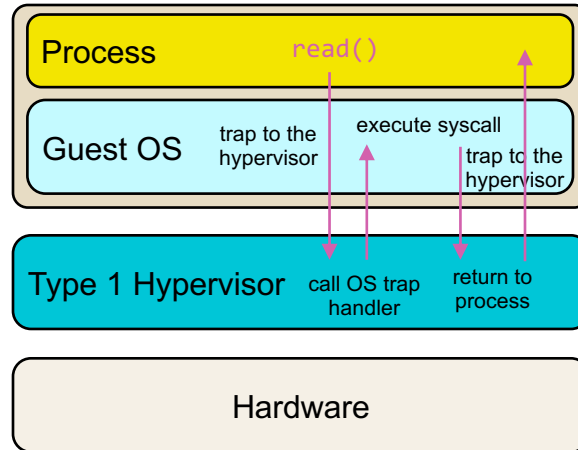 Process
read()
Guest OS
trap to the
hypervisor
execute syscall
trap to the
hypervisor
Type 1 Hypervisor
call OS trap
handler
return to
process
Hardware